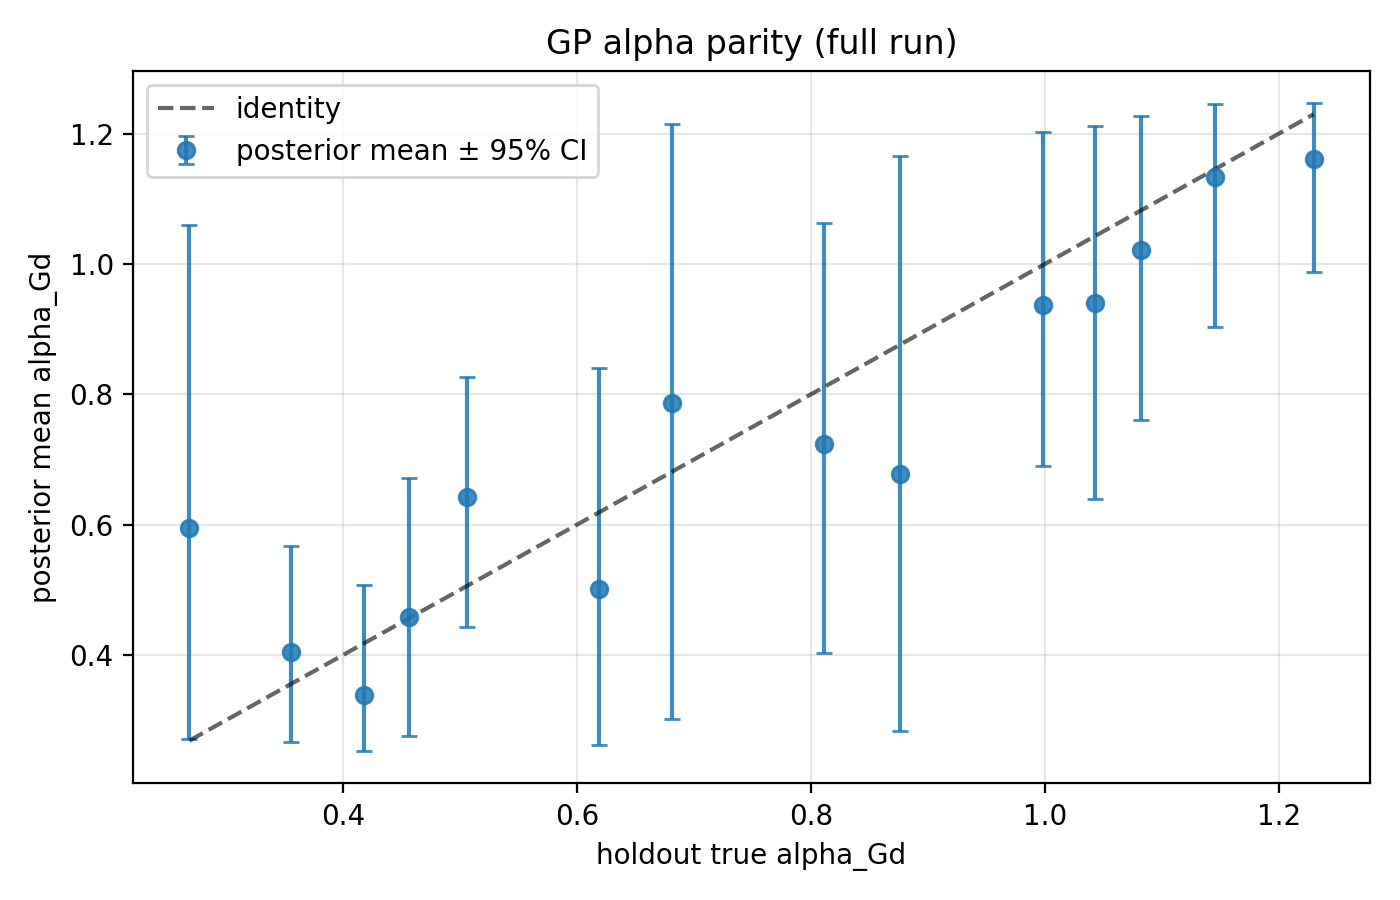 GP alpha parity (full run)
identity
posterior mean ± 95% CI
posterior mean alpha_Gd
1.2
1.0
0.8
0.6
0.4
0.4 0.6 0.8 1.0 1.2
holdout true alpha_Gd